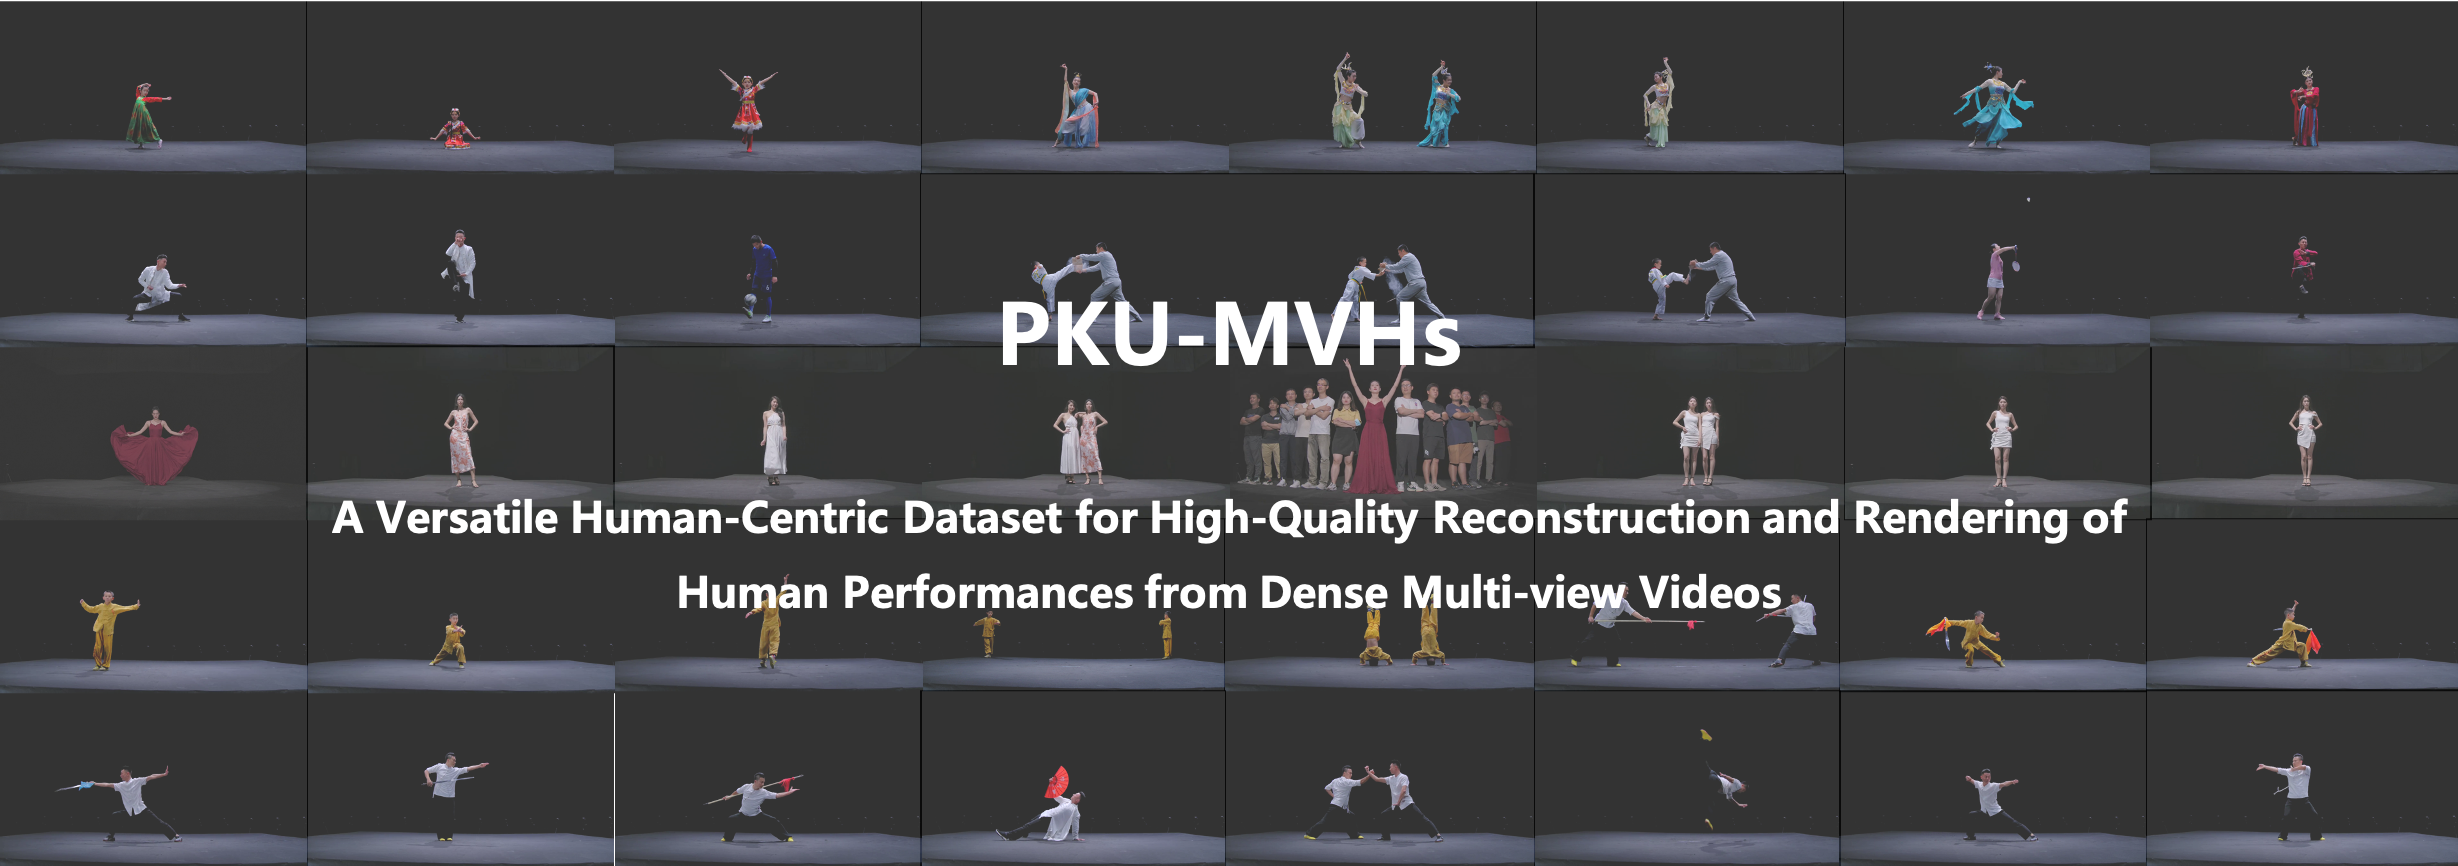 PKU-MVHs
A Versatile Human-Centric Dataset for High-Quality Reconstruction and Rendering of
Human Performances from Dense Multi-view Videos